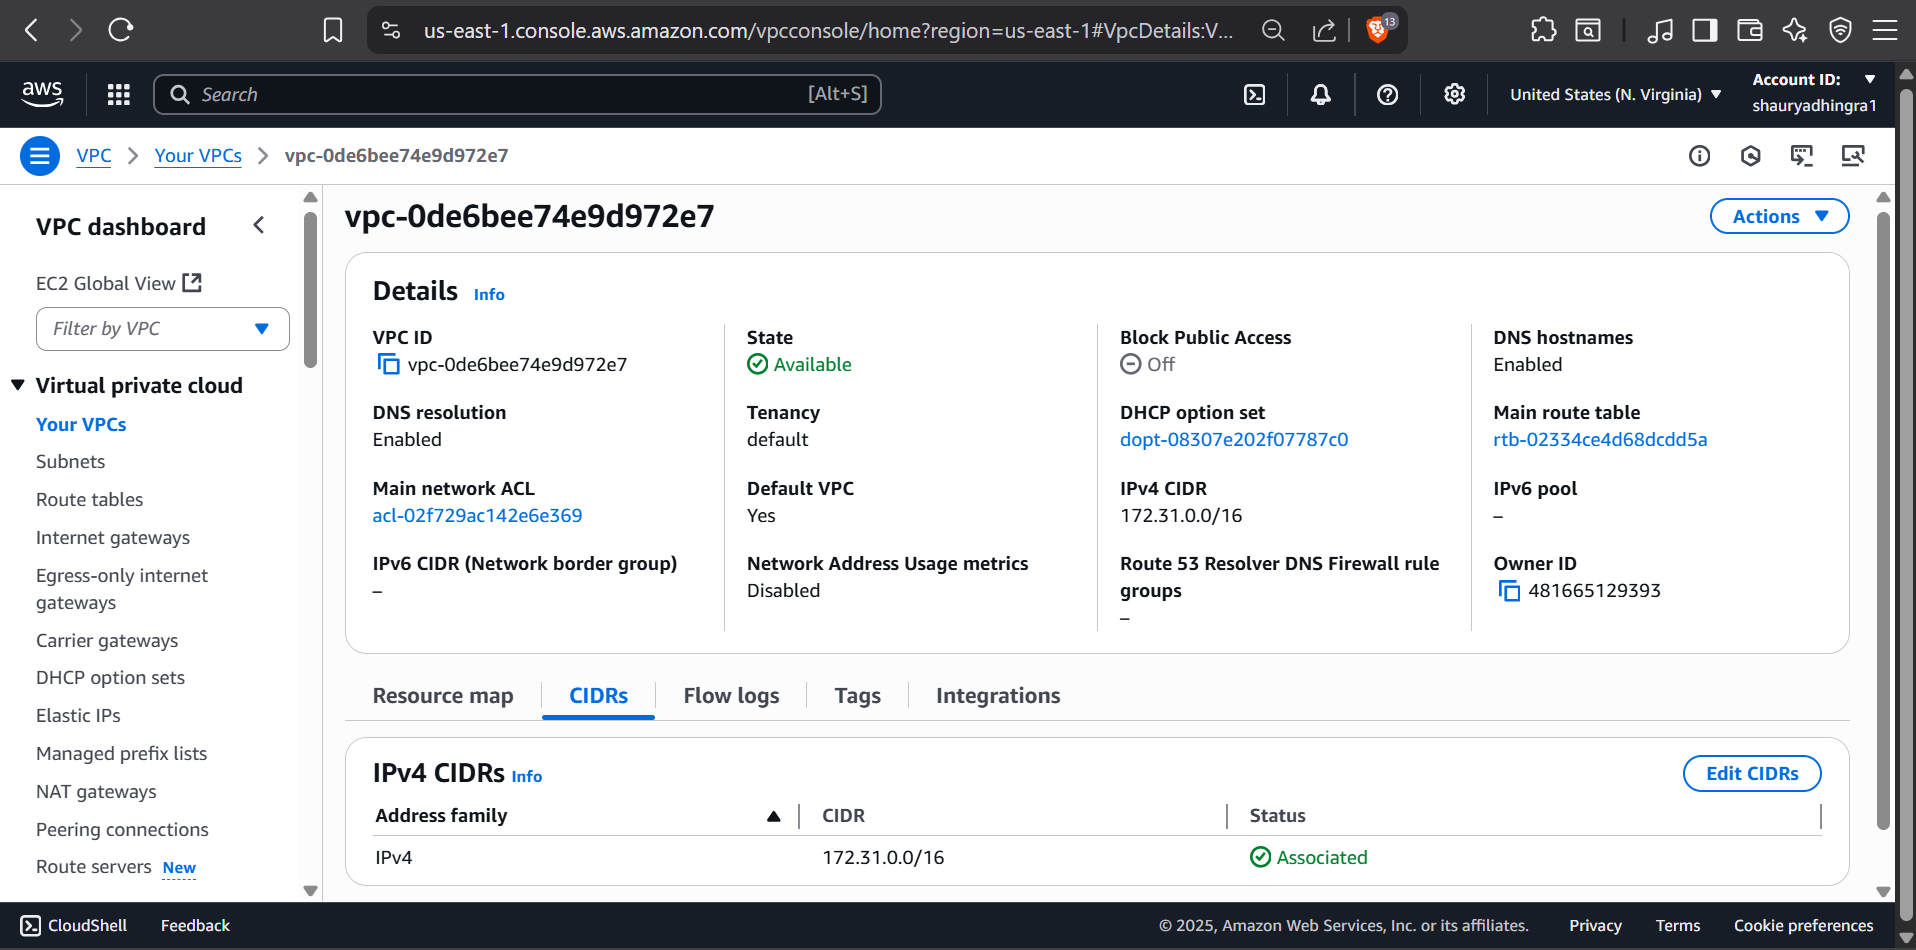 us-east-1.console.aws.amazon.com/vpcconsole/home?region=us-east-1#VpcDetails:V...
13
aws
Search
[Alt+S]
United States (N. Virginia)
Account ID:
shauryadhingra1
VPC
Your VPCs
vpc-0de6bee74e9d972e7
VPC dashboard
EC2 Global View
Filter by VPC
Virtual private cloud
Your VPCs
Subnets
Route tables
Internet gateways
Egress-only internet
gateways
Carrier gateways
DHCP option sets
Elastic IPs
Managed prefix lists
NAT gateways
Peering connections
Route servers New
vpc-0de6bee74e9d972e7
Actions
Details Info
VPC ID
vpc-0de6bee74e9d972e7
State
Available
Block Public Access
Off
DNS hostnames
Enabled
DNS resolution
Enabled
Tenancy
default
DHCP option set
dopt-08307e202f07787c0
Main route table
rtb-02334ce4d68dcdd5a
Main network ACL
acl-02f729ac142e6e369
Default VPC
Yes
IPv4 CIDR
172.31.0.0/16
IPv6 pool
–
IPv6 CIDR (Network border group)
–
Network Address Usage metrics
Disabled
Route 53 Resolver DNS Firewall rule
groups
–
Owner ID
481665129393
Resource map
CIDRs
Flow logs
Tags
Integrations
IPv4 CIDRs Info
Edit CIDRs
Address family
CIDR
Status
IPv4
172.31.0.0/16
Associated
CloudShell
Feedback
© 2025, Amazon Web Services, Inc. or its affiliates.
Privacy
Terms
Cookie preferences